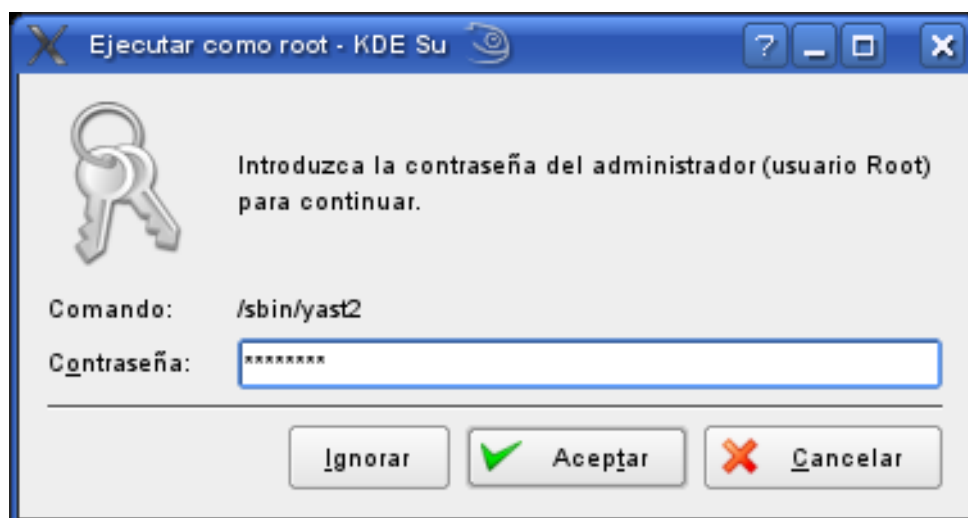 Ejecutar como root - KDE Su
Introduzca la contraseña del administrador (usuario Root)
para continuar.
Comando: /sbin/yast2
Contraseña: ********
Ignorar Aceptar Cancelar